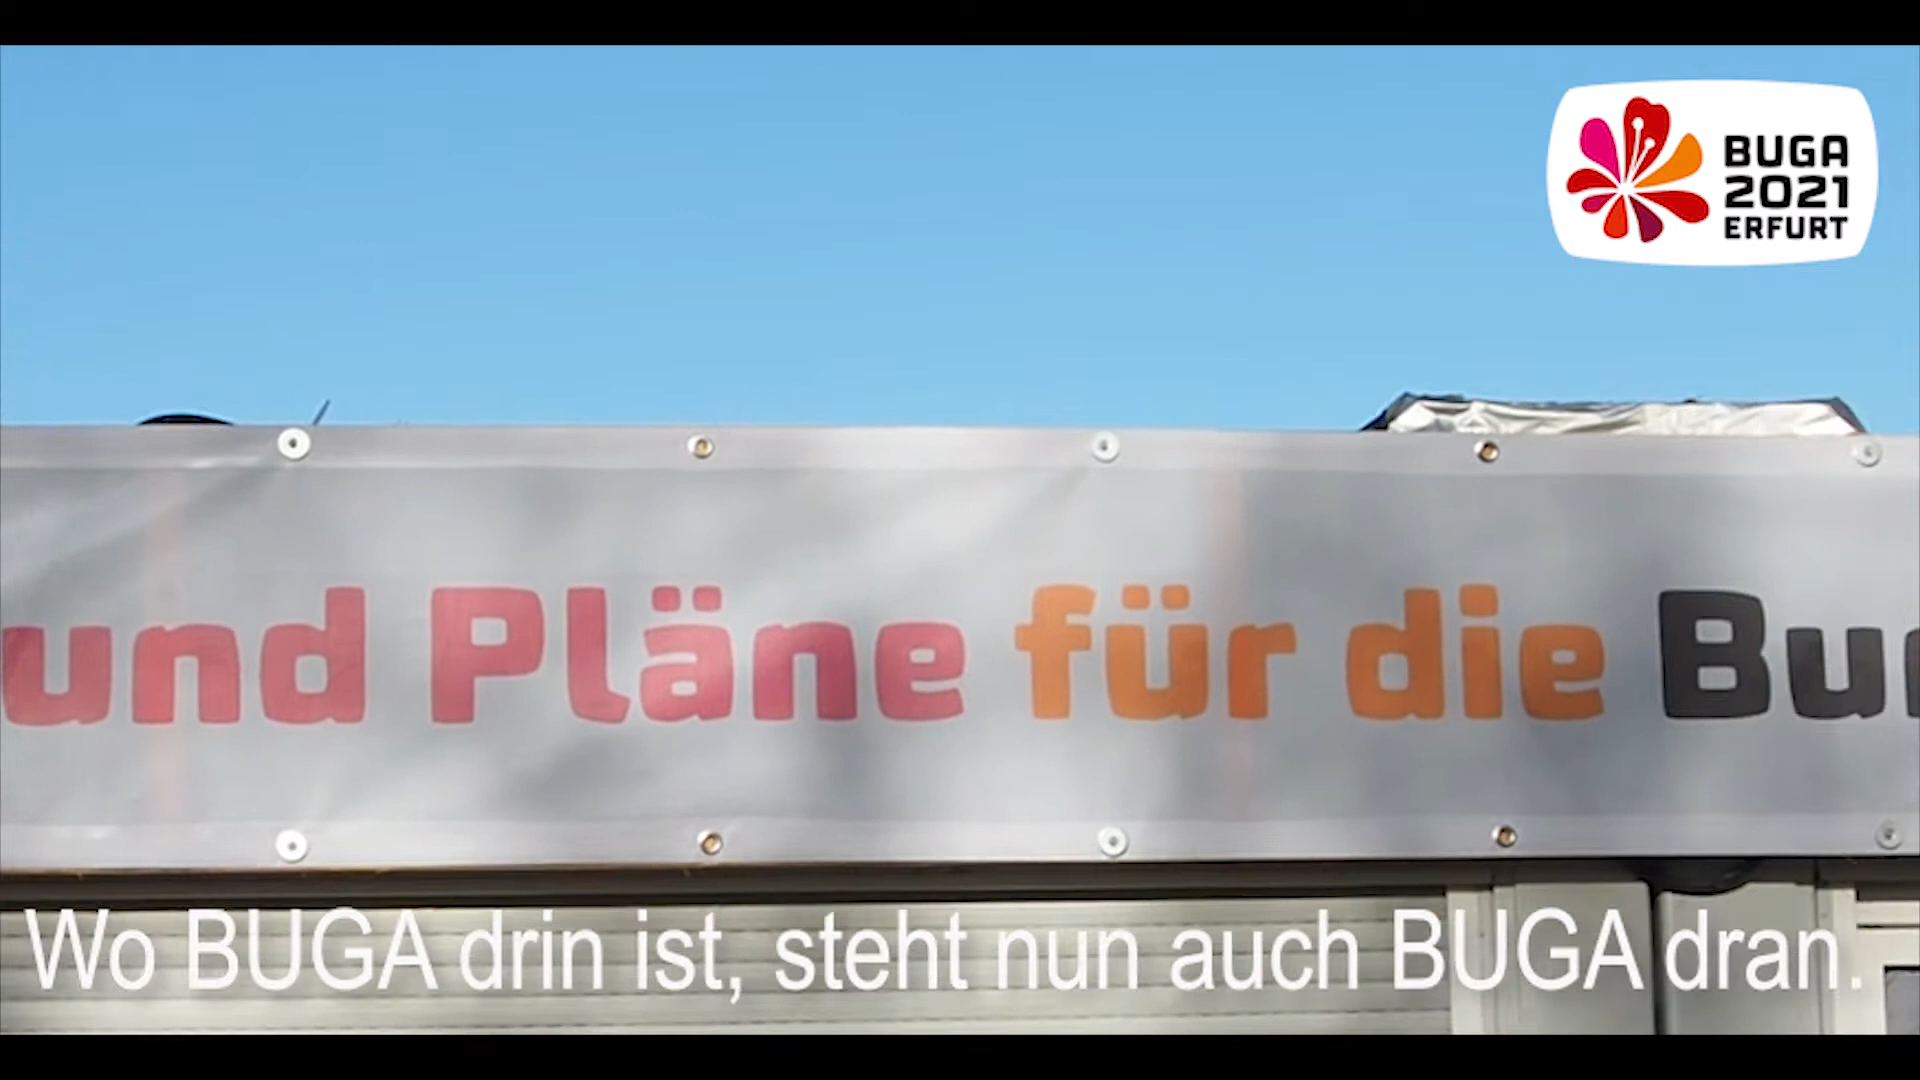 BUGA
2021
ERFURT
und Pläne für die
Wo BUGA drin ist, steht nun auch BUGA dran.